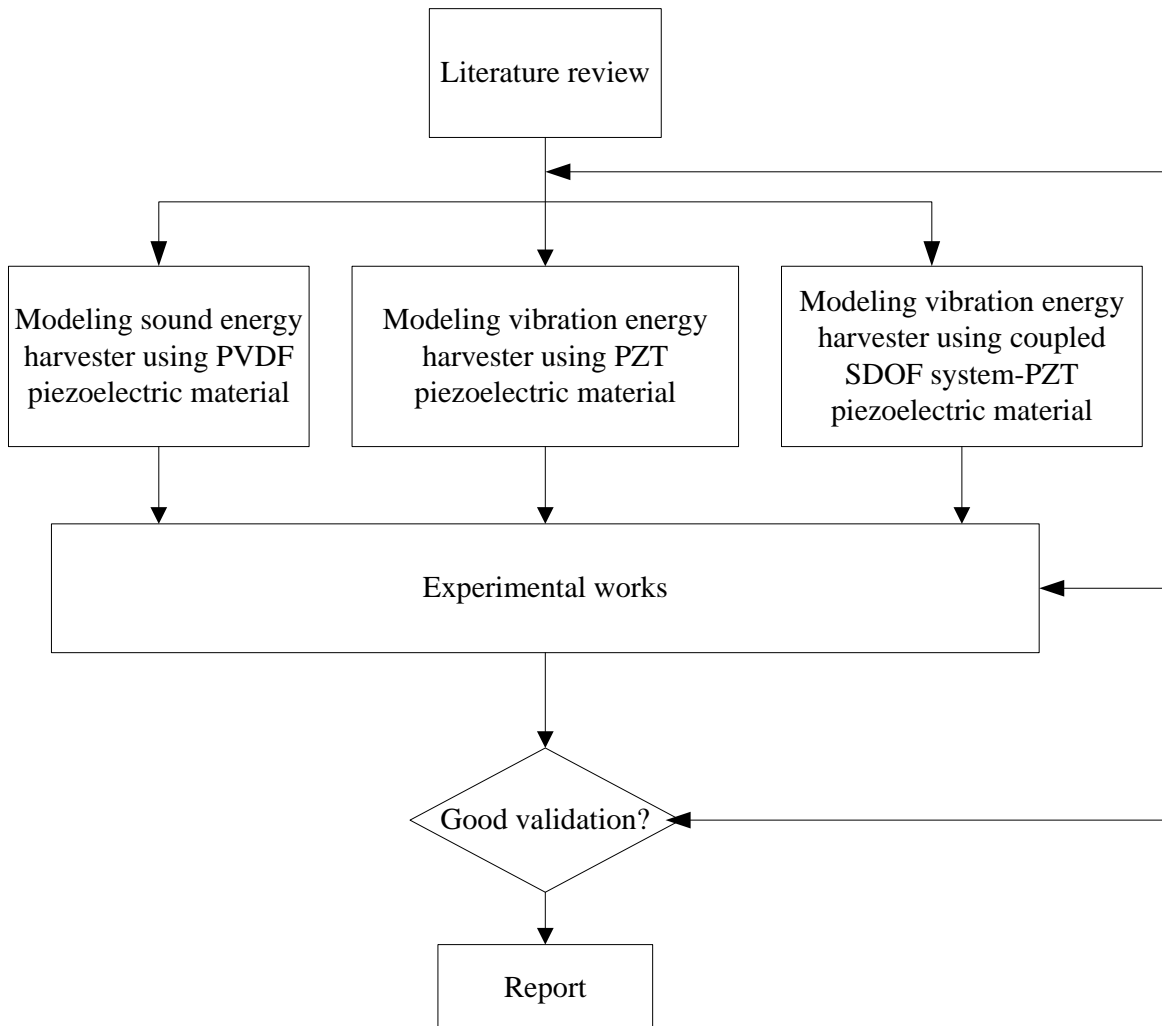 Literature review
Modeling sound energy
harvester using PVDF
piezoelectric material
Modeling vibration energy
harvester using PZT
piezoelectric material
Modeling vibration energy
harvester using coupled
SDOF system-PZT
piezoelectric material
Experimental works
Good validation?
Report